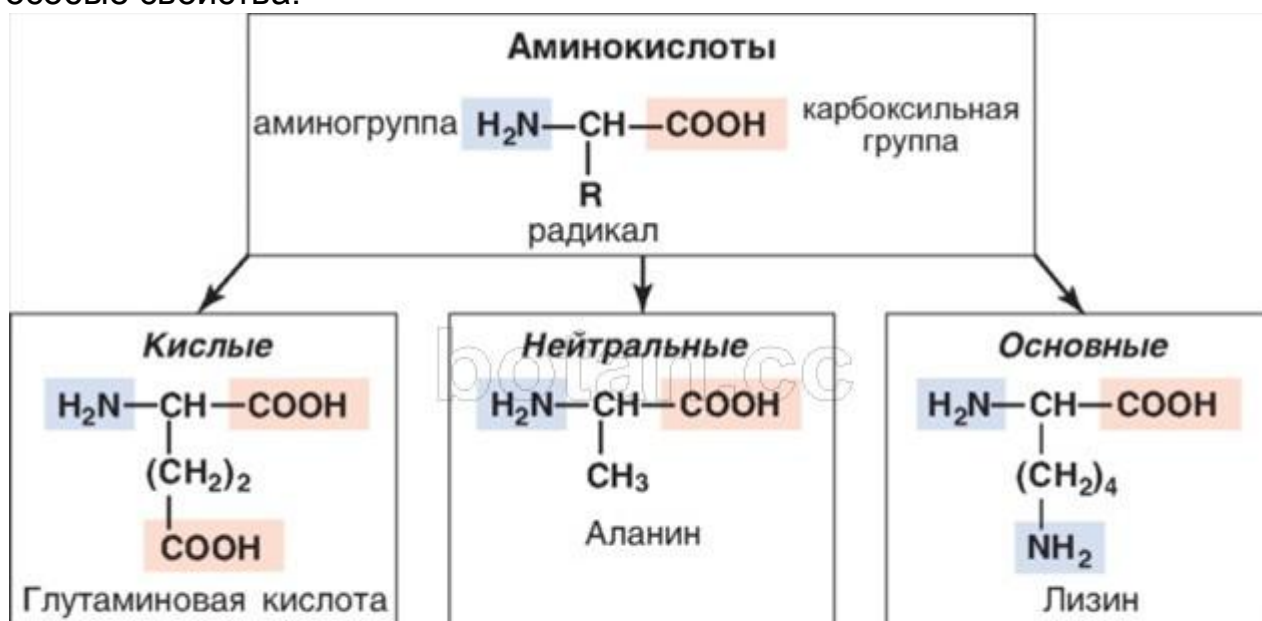 особые свойства.
Аминокислоты
аминогруппа H₂N—CH—COOH карбоксильная
группа
R
радикал
Кислые
H₂N—CH—COOH
(CH₂)₂
COOH
Глутаминовая кислота
Нейтральные
H₂N—CH—COOH
CH₃
Аланин
Основные
H₂N—CH—COOH
(CH₂)₄
NH₂
Лизин
botan.cc